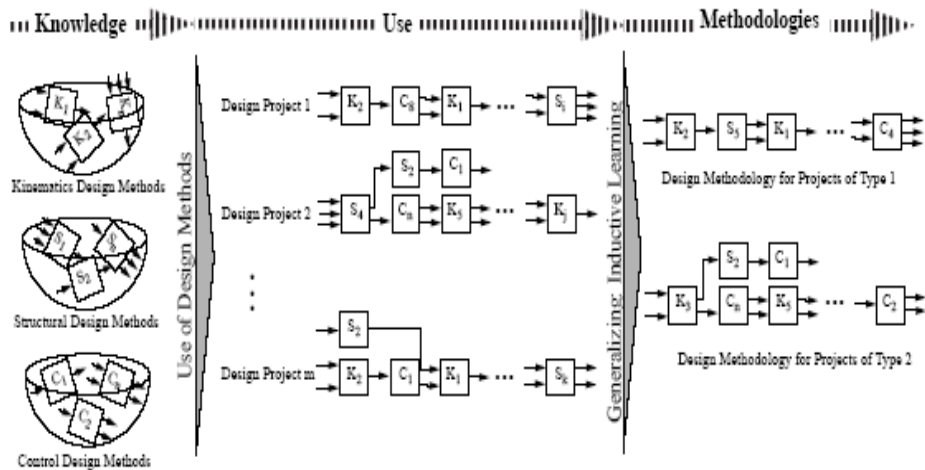 Knowledge
Use
Methodologies
K1
K2
Kinematics Design Methods
S1
S2
Structural Design Methods
C1
C2
Control Design Methods
Use of Design Methods
Design Project 1
K2
C8
K1
...
Si
Design Project 2
S2
C1
S4
Cn
K5
...
Kj
Design Project m
S2
K2
C1
K1
...
Sk
Generalizing Inductive Learning
K2
S5
K1
...
C4
Design Methodology for Projects of Type 1
S2
C1
K3
Cn
K5
...
C2
Design Methodology for Projects of Type 2